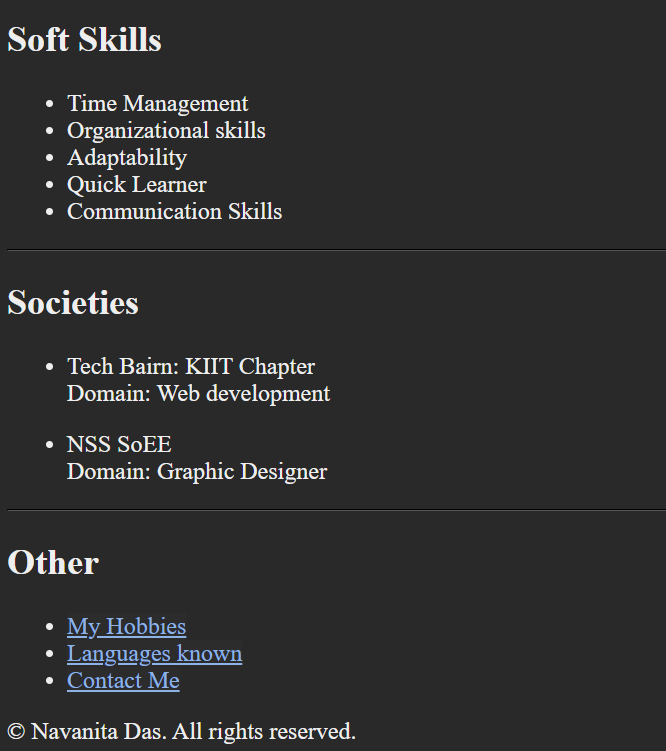 Soft Skills
Time Management
Organizational skills
Adaptability
Quick Learner
Communication Skills
Societies
Tech Bairn: KIIT Chapter
Domain: Web development
NSS SoEE
Domain: Graphic Designer
Other
My Hobbies
Languages known
Contact Me
© Navanita Das. All rights reserved.